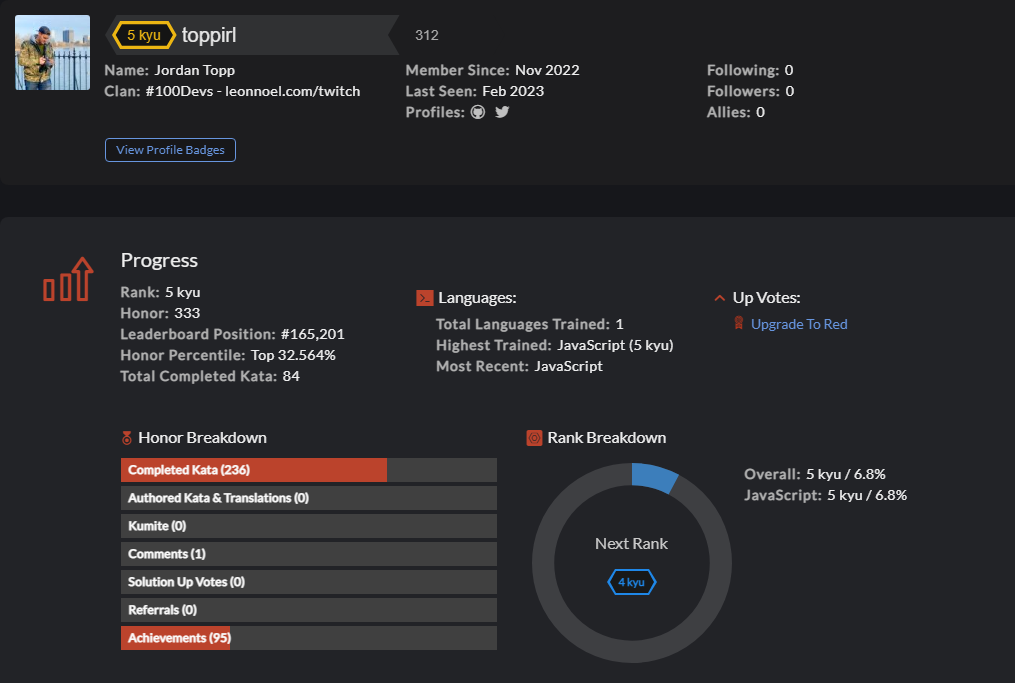 5 kyu toppirl 312
Name: Jordan Topp
Clan: #100Devs - leonnoel.com/twitch
Member Since: Nov 2022
Last Seen: Feb 2023
Profiles:
Following: 0
Followers: 0
Allies: 0
View Profile Badges
Progress
Rank: 5 kyu
Honor: 333
Leaderboard Position: #165,201
Honor Percentile: Top 32.564%
Total Completed Kata: 84
Languages:
Total Languages Trained: 1
Highest Trained: JavaScript (5 kyu)
Most Recent: JavaScript
Up Votes:
Upgrade To Red
Honor Breakdown
Completed Kata (236)
Authored Kata & Translations (0)
Kumite (0)
Comments (1)
Solution Up Votes (0)
Referrals (0)
Achievements (95)
Rank Breakdown
Next Rank
4 kyu
Overall: 5 kyu / 6.8%
JavaScript: 5 kyu / 6.8%